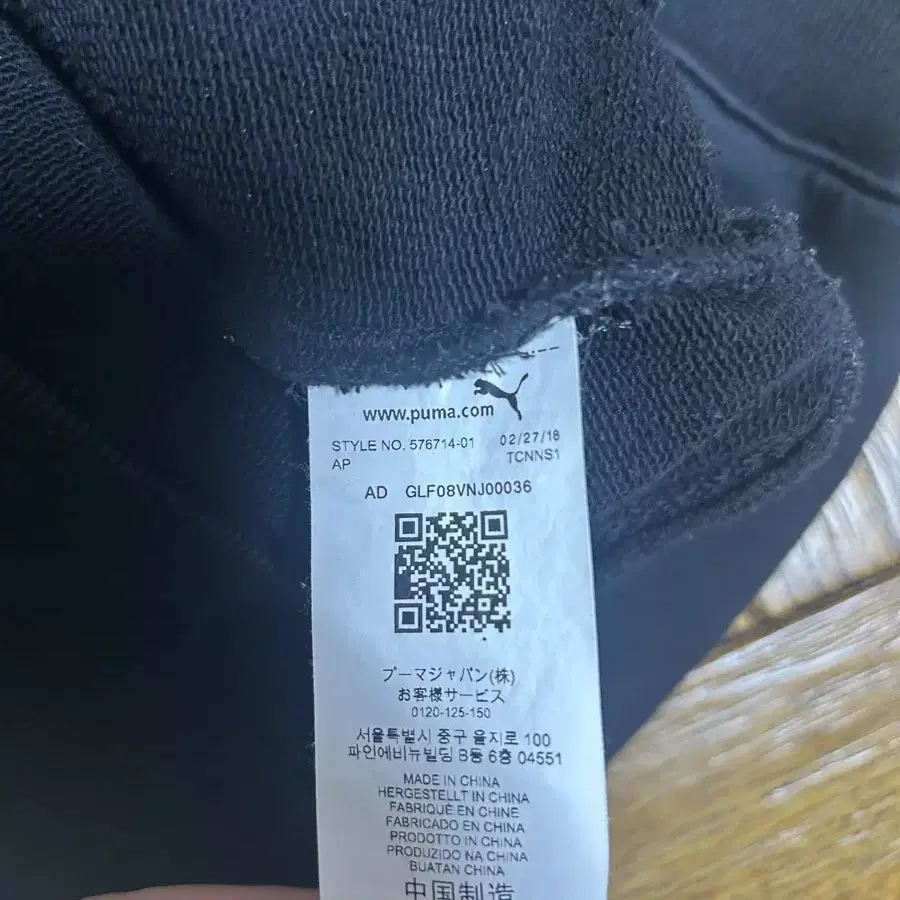 www.puma.com
STYLE NO. 576714-01 02/27/18
AP TCNNS1
AD GLF08VNJ00036
プーマジャパン(株)
お客様サービス
0120-125-150
서울특별시 중구 을지로 100
파인에비뉴빌딩 B동 6층 04551
MADE IN CHINA
HERGESTELLT IN CHINA
FABRIQUÉ EN CHINE
FABRICADO EN CHINA
PRODOTTO IN CHINA
PRODUZIDO NA CHINA
BUATAN CHINA
中国制造